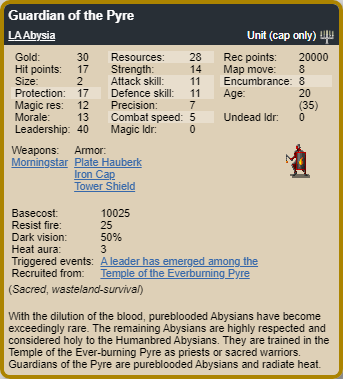 Guardian of the Pyre
LA Abysia Unit (cap only)
Gold: 30 Resources: 28 Rec points: 20000
Hit points: 17 Strength: 14 Map move: 8
Size: 2 Attack skill: 11 Encumbrance: 8
Protection: 17 Defence skill: 11 Age: 20
Magic res: 12 Precision: 7 (35)
Morale: 13 Combat speed: 5 Undead ldr: 0
Leadership: 40 Magic ldr: 0
Weapons: Armor:
Morningstar Plate Hauberk
Iron Cap
Tower Shield
Basecost: 10025
Resist fire: 25
Dark vision: 50%
Heat aura: 3
Triggered events: A leader has emerged among the
Recruited from: Temple of the Everburning Pyre
(Sacred, wasteland-survival)
With the dilution of the blood, pureblooded Abysians have become
exceedingly rare. The remaining Abysians are highly respected and
considered holy to the Humanbred Abysians. They are trained in the
Temple of the Ever-burning Pyre as priests or sacred warriors.
Guardians of the Pyre are pureblooded Abysians and radiate heat.